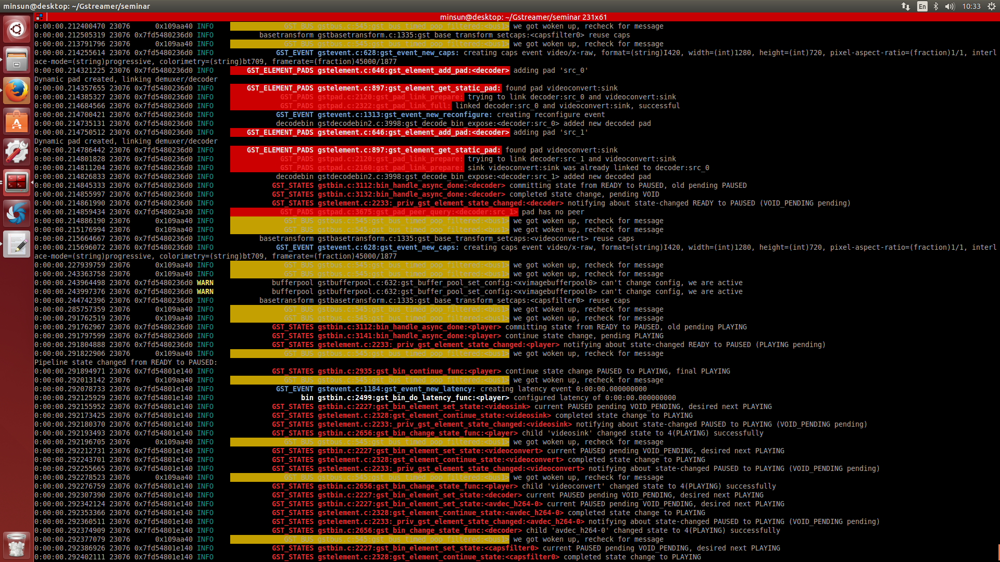 minsun@desktop: ~/Gstreamer/seminar
En
10:33
minsun@desktop: ~/Gstreamer/seminar 231x61
0:00:00.212400470 23076 0x109aa40 INFO GST_BUS gstbus.c:545:gst_bus_timed_pop_filtered:<bus1> we got woken up, recheck for message
0:00:00.212505319 23076 0x7fd5480236d0 INFO basetransform gstbasetransform.c:1335:gst_base_transform_setcaps:<capsfilter0> reuse caps
0:00:00.213791796 23076 0x109aa40 INFO GST_BUS gstbus.c:545:gst_bus_timed_pop_filtered:<bus1> we got woken up, recheck for message
0:00:00.214255614 23076 0x7fd5480236d0 INFO GST_EVENT gstevent.c:628:gst_event_new_caps: creating caps event video/x-raw, format=(string)I420, width=(int)1280, height=(int)720, pixel-aspect-ratio=(fraction)1/1, interl
ace-mode=(string)progressive, colorimetry=(string)bt709, framerate=(fraction)45000/1877
0:00:00.214321225 23076 0x7fd5480236d0 INFO GST_ELEMENT_PADS gstelement.c:646:gst_element_add_pad:<decoder> adding pad 'src_0'
Dynamic pad created, linking demuxer/decoder
0:00:00.214357655 23076 0x7fd5480236d0 INFO GST_ELEMENT_PADS gstelement.c:897:gst_element_get_static_pad: found pad videoconvert:sink
0:00:00.214385327 23076 0x7fd5480236d0 INFO GST_PADS gstpad.c:2120:gst_pad_link_prepare: trying to link decoder:src_0 and videoconvert:sink
0:00:00.214684566 23076 0x7fd5480236d0 INFO GST_PADS gstpad.c:2322:gst_pad_link_full: linked decoder:src_0 and videoconvert:sink, successful
0:00:00.214700421 23076 0x7fd5480236d0 INFO GST_EVENT gstevent.c:1313:gst_event_new_reconfigure: creating reconfigure event
0:00:00.214735131 23076 0x7fd5480236d0 INFO decodebin gstdecodebin2.c:3998:gst_decode_bin_expose:<decoder:src_0> added new decoded pad
0:00:00.214750512 23076 0x7fd5480236d0 INFO GST_ELEMENT_PADS gstelement.c:646:gst_element_add_pad:<decoder> adding pad 'src_1'
Dynamic pad created, linking demuxer/decoder
0:00:00.214786442 23076 0x7fd5480236d0 INFO GST_ELEMENT_PADS gstelement.c:897:gst_element_get_static_pad: found pad videoconvert:sink
0:00:00.214801828 23076 0x7fd5480236d0 INFO GST_PADS gstpad.c:2120:gst_pad_link_prepare: trying to link decoder:src_1 and videoconvert:sink
0:00:00.214811204 23076 0x7fd5480236d0 INFO GST_PADS gstpad.c:2160:gst_pad_link_prepare: sink videoconvert:sink was already linked to decoder:src_0
0:00:00.214826833 23076 0x7fd5480236d0 INFO decodebin gstdecodebin2.c:3998:gst_decode_bin_expose:<decoder:src_1> added new decoded pad
0:00:00.214845333 23076 0x7fd5480236d0 INFO GST_STATES gstbin.c:3112:bin_handle_async_done:<decoder> committing state from READY to PAUSED, old pending PAUSED
0:00:00.214855997 23076 0x7fd5480236d0 INFO GST_STATES gstbin.c:3132:bin_handle_async_done:<decoder> completed state change, pending VOID
0:00:00.214861990 23076 0x7fd5480236d0 INFO GST_STATES gstelement.c:2233:_priv_gst_element_state_changed:<decoder> notifying about state-changed READY to PAUSED (VOID_PENDING pending)
0:00:00.214859434 23076 0x7fd548023a30 INFO GST_PADS gstpad.c:3675:gst_pad_peer_query:<decoder:src_1> pad has no peer
0:00:00.214886190 23076 0x109aa40 INFO GST_BUS gstbus.c:545:gst_bus_timed_pop_filtered:<bus1> we got woken up, recheck for message
0:00:00.215176994 23076 0x109aa40 INFO GST_BUS gstbus.c:545:gst_bus_timed_pop_filtered:<bus1> we got woken up, recheck for message
0:00:00.215664667 23076 0x7fd5480236d0 INFO basetransform gstbasetransform.c:1335:gst_base_transform_setcaps:<videoconvert> reuse caps
0:00:00.215696072 23076 0x7fd5480236d0 INFO GST_EVENT gstevent.c:628:gst_event_new_caps: creating caps event video/x-raw, format=(string)I420, width=(int)1280, height=(int)720, pixel-aspect-ratio=(fraction)1/1, interl
ace-mode=(string)progressive, colorimetry=(string)bt709, framerate=(fraction)45000/1877
0:00:00.227939759 23076 0x109aa40 INFO GST_BUS gstbus.c:545:gst_bus_timed_pop_filtered:<bus1> we got woken up, recheck for message
0:00:00.243363758 23076 0x109aa40 INFO GST_BUS gstbus.c:545:gst_bus_timed_pop_filtered:<bus1> we got woken up, recheck for message
0:00:00.243964498 23076 0x7fd5480236d0 WARN bufferpool gstbufferpool.c:632:gst_buffer_pool_set_config:<xvimagebufferpool0> can't change config, we are active
0:00:00.243997376 23076 0x7fd5480236d0 WARN bufferpool gstbufferpool.c:632:gst_buffer_pool_set_config:<xvimagebufferpool0> can't change config, we are active
0:00:00.244742396 23076 0x7fd5480236d0 INFO basetransform gstbasetransform.c:1335:gst_base_transform_setcaps:<capsfilter0> reuse caps
0:00:00.285757359 23076 0x109aa40 INFO GST_BUS gstbus.c:545:gst_bus_timed_pop_filtered:<bus1> we got woken up, recheck for message
0:00:00.291762519 23076 0x109aa40 INFO GST_BUS gstbus.c:545:gst_bus_timed_pop_filtered:<bus1> we got woken up, recheck for message
0:00:00.291762967 23076 0x7fd5480236d0 INFO GST_STATES gstbin.c:3112:bin_handle_async_done:<player> committing state from READY to PAUSED, old pending PLAYING
0:00:00.291797599 23076 0x7fd5480236d0 INFO GST_STATES gstbin.c:3141:bin_handle_async_done:<player> continue state change, pending PLAYING
0:00:00.291804888 23076 0x7fd5480236d0 INFO GST_STATES gstelement.c:2233:_priv_gst_element_state_changed:<player> notifying about state-changed READY to PAUSED (PLAYING pending)
0:00:00.291822906 23076 0x109aa40 INFO GST_BUS gstbus.c:545:gst_bus_timed_pop_filtered:<bus1> we got woken up, recheck for message
Pipeline state changed from READY to PAUSED:
0:00:00.291894971 23076 0x7fd54801e140 INFO GST_STATES gstbin.c:2935:gst_bin_continue_func:<player> continue state change PAUSED to PLAYING, final PLAYING
0:00:00.292013142 23076 0x109aa40 INFO GST_BUS gstbus.c:545:gst_bus_timed_pop_filtered:<bus1> we got woken up, recheck for message
0:00:00.292078733 23076 0x7fd54801e140 INFO GST_EVENT gstevent.c:1184:gst_event_new_latency: creating latency event 0:00:00.000000000
0:00:00.292125929 23076 0x7fd54801e140 INFO bin gstbin.c:2499:gst_bin_do_latency_func:<player> configured latency of 0:00:00.000000000
0:00:00.292155952 23076 0x7fd54801e140 INFO GST_STATES gstbin.c:2227:gst_bin_element_set_state:<videosink> current PAUSED pending VOID_PENDING, desired next PLAYING
0:00:00.292173425 23076 0x7fd54801e140 INFO GST_STATES gstelement.c:2328:gst_element_continue_state:<videosink> completed state change to PLAYING
0:00:00.292180370 23076 0x7fd54801e140 INFO GST_STATES gstelement.c:2233:_priv_gst_element_state_changed:<videosink> notifying about state-changed PAUSED to PLAYING (VOID_PENDING pending)
0:00:00.292193493 23076 0x7fd54801e140 INFO GST_STATES gstbin.c:2656:gst_bin_change_state_func:<player> child 'videosink' changed state to 4(PLAYING) successfully
0:00:00.292196705 23076 0x109aa40 INFO GST_BUS gstbus.c:545:gst_bus_timed_pop_filtered:<bus1> we got woken up, recheck for message
0:00:00.292212731 23076 0x7fd54801e140 INFO GST_STATES gstbin.c:2227:gst_bin_element_set_state:<videoconvert> current PAUSED pending VOID_PENDING, desired next PLAYING
0:00:00.292243701 23076 0x7fd54801e140 INFO GST_STATES gstelement.c:2328:gst_element_continue_state:<videoconvert> completed state change to PLAYING
0:00:00.292255665 23076 0x7fd54801e140 INFO GST_STATES gstelement.c:2233:_priv_gst_element_state_changed:<videoconvert> notifying about state-changed PAUSED to PLAYING (VOID_PENDING pending)
0:00:00.292278523 23076 0x109aa40 INFO GST_BUS gstbus.c:545:gst_bus_timed_pop_filtered:<bus1> we got woken up, recheck for message
0:00:00.292276759 23076 0x7fd54801e140 INFO GST_STATES gstbin.c:2656:gst_bin_change_state_func:<player> child 'videoconvert' changed state to 4(PLAYING) successfully
0:00:00.292307390 23076 0x7fd54801e140 INFO GST_STATES gstbin.c:2227:gst_bin_element_set_state:<decoder> current PAUSED pending VOID_PENDING, desired next PLAYING
0:00:00.292342124 23076 0x7fd54801e140 INFO GST_STATES gstbin.c:2227:gst_bin_element_set_state:<avdec_h264-0> current PAUSED pending VOID_PENDING, desired next PLAYING
0:00:00.292353366 23076 0x7fd54801e140 INFO GST_STATES gstelement.c:2328:gst_element_continue_state:<avdec_h264-0> completed state change to PLAYING
0:00:00.292360511 23076 0x7fd54801e140 INFO GST_STATES gstelement.c:2233:_priv_gst_element_state_changed:<avdec_h264-0> notifying about state-changed PAUSED to PLAYING (VOID_PENDING pending)
0:00:00.292374909 23076 0x7fd54801e140 INFO GST_STATES gstbin.c:2656:gst_bin_change_state_func:<decoder> child 'avdec_h264-0' changed state to 4(PLAYING) successfully
0:00:00.292377079 23076 0x109aa40 INFO GST_BUS gstbus.c:545:gst_bus_timed_pop_filtered:<bus1> we got woken up, recheck for message
0:00:00.292386926 23076 0x7fd54801e140 INFO GST_STATES gstbin.c:2227:gst_bin_element_set_state:<capsfilter0> current PAUSED pending VOID_PENDING, desired next PLAYING
0:00:00.292402111 23076 0x7fd54801e140 INFO GST_STATES gstelement.c:2328:gst_element_continue_state:<capsfilter0> completed state change to PLAYING